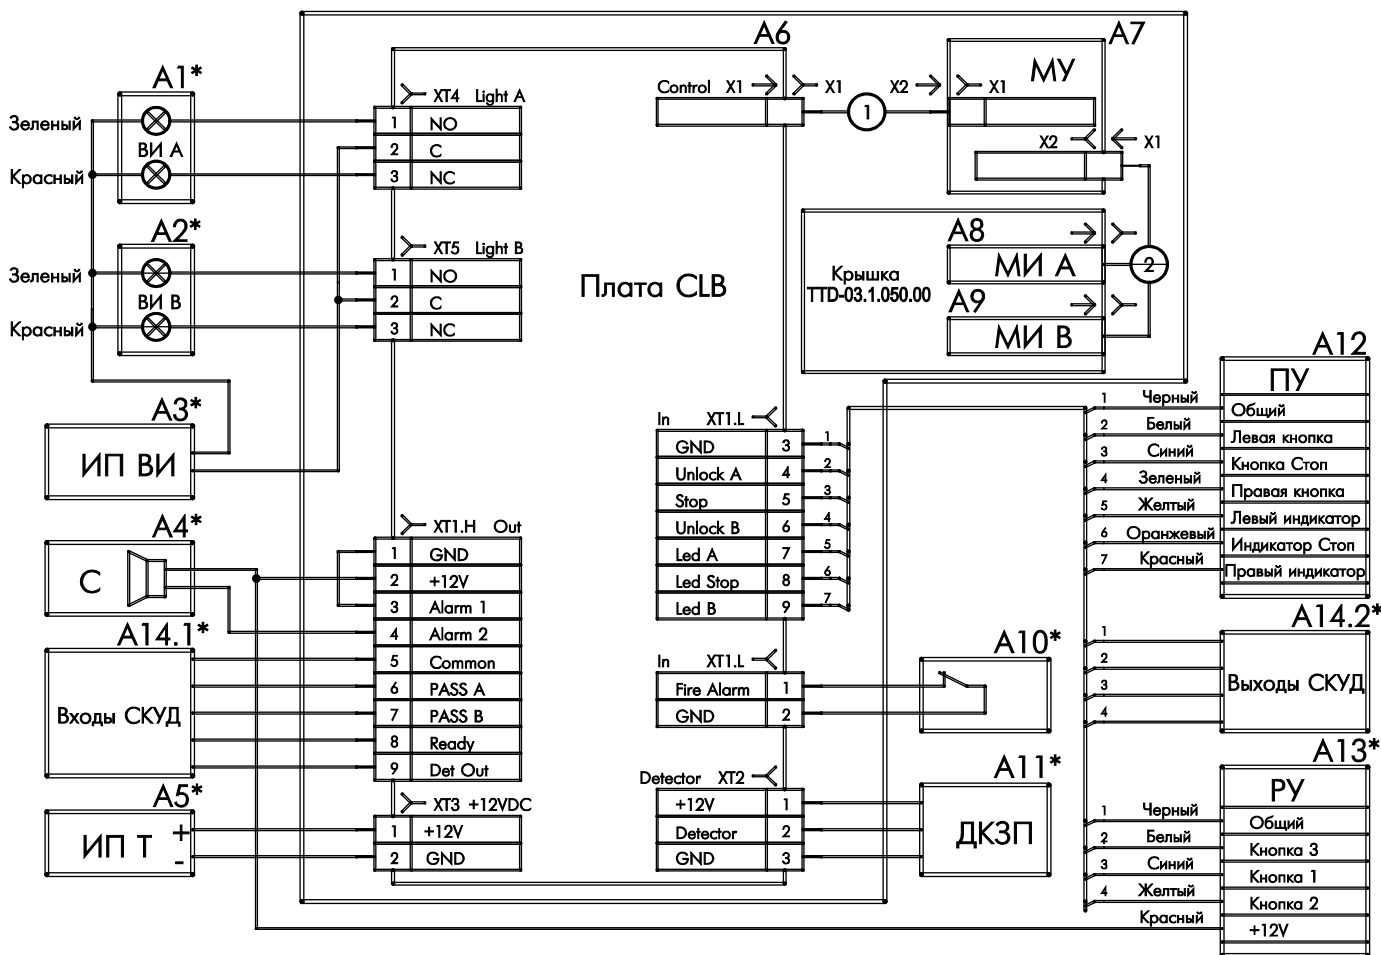 A6
A7
МУ
Control X1 X1
X2 X1
1
X2 X1
A1*
Зеленый
ВИ А
Красный
XT4 Light A
1 NO
2 C
3 NC
A2*
Зеленый
ВИ В
Красный
XT5 Light B
1 NO
2 C
3 NC
Плата CLB
Крышка
TTD-03.1.050.00
A8
МИ А
A9
МИ В
2
A3*
ИП ВИ
A4*
С
A14.1*
Входы СКУД
A5*
ИП Т + -
XT1.H Out
1 GND
2 +12V
3 Alarm 1
4 Alarm 2
5 Common
6 PASS A
7 PASS B
8 Ready
9 Det Out
XT3 +12VDC
1 +12V
2 GND
In XT1.L
GND 3 1
Unlock A 4 2
Stop 5 3
Unlock B 6 4
Led A 7 5
Led Stop 8 6
Led B 9 7
In XT1.L
Fire Alarm 1
GND 2
Detector XT2
+12V 1
Detector 2
GND 3
A10*
A11*
ДКЗП
A12
ПУ
1 Черный Общий
2 Белый Левая кнопка
3 Синий Кнопка Стоп
4 Зеленый Правая кнопка
5 Желтый Левый индикатор
6 Оранжевый Индикатор Стоп
7 Красный Правый индикатор
A14.2*
1
2
3
4
Выходы СКУД
A13*
РУ
1 Черный Общий
2 Белый Кнопка 3
3 Синий Кнопка 1
4 Желтый Кнопка 2
Красный +12V